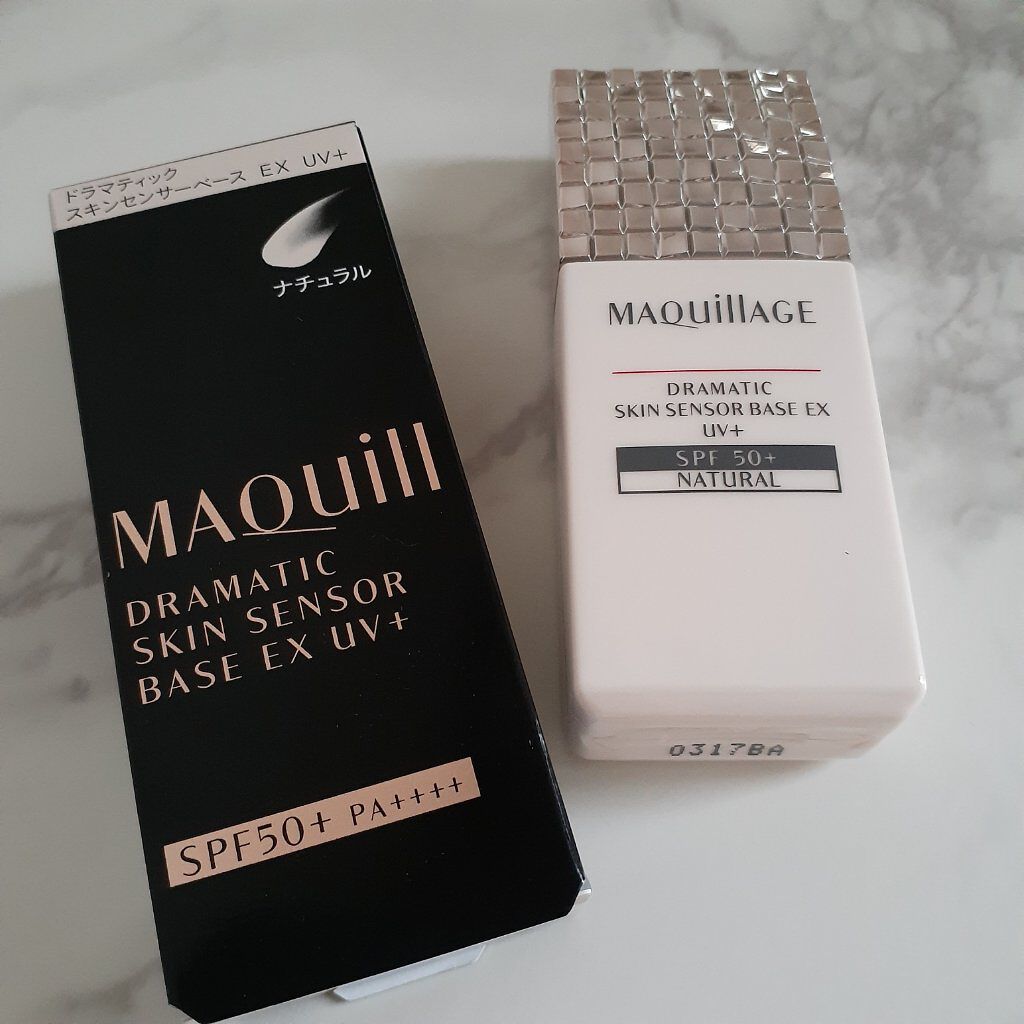 ドラマティック
スキンセンサーベース EX UV+
ナチュラル
MAQuill
DRAMATIC
SKIN SENSOR
BASE EX UV+
SPF50+ PA++++
MAQuillAGE
DRAMATIC
SKIN SENSOR BASE EX
UV+
SPF 50+
NATURAL
0317BA